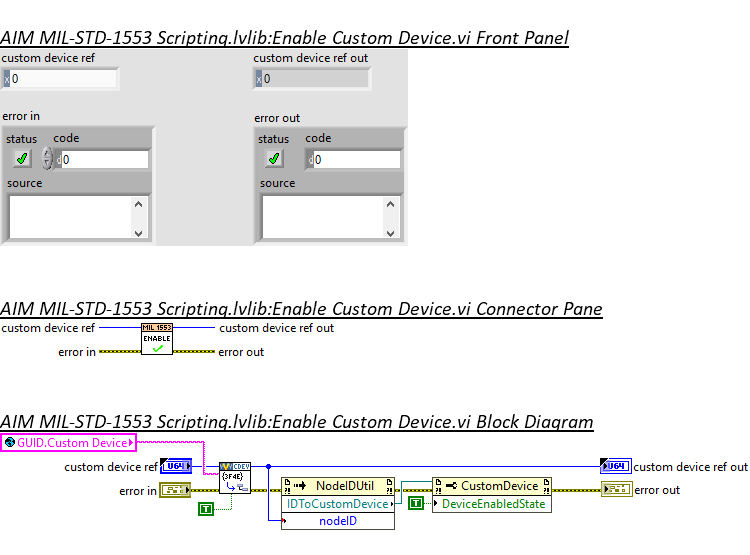 AIM MIL-STD-1553 Scripting.lvlib:Enable Custom Device.vi Front Panel
custom device ref custom device ref out
x 0 x 0
error in error out
status code status code
d 0 d 0
source source
AIM MIL-STD-1553 Scripting.lvlib:Enable Custom Device.vi Connector Pane
custom device ref MIL 1553 custom device ref out
ENABLE
error in error out
AIM MIL-STD-1553 Scripting.lvlib:Enable Custom Device.vi Block Diagram
GUID.Custom Device
custom device ref U64 CDEV U64 custom device ref out
{3F4E}
error in NodeIDUtil CustomDevice error out
T IDToCustomDevice T DeviceEnabledState
nodeID